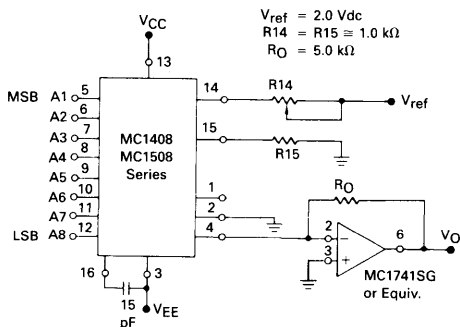 Vref = 2.0 Vdc
R14 = R15 ≅ 1.0 kΩ
RO = 5.0 kΩ
VCC
13
MSB A1 5
A2 6
A3 7
A4 8
A5 9
A6 10
A7 11
LSB A8 12
MC1408
MC1508
Series
14
R14
Vref
15
R15
1
2
4
RO
2 −
3 +
6
VO
MC1741SG
or Equiv.
16
3
15
pF
VEE